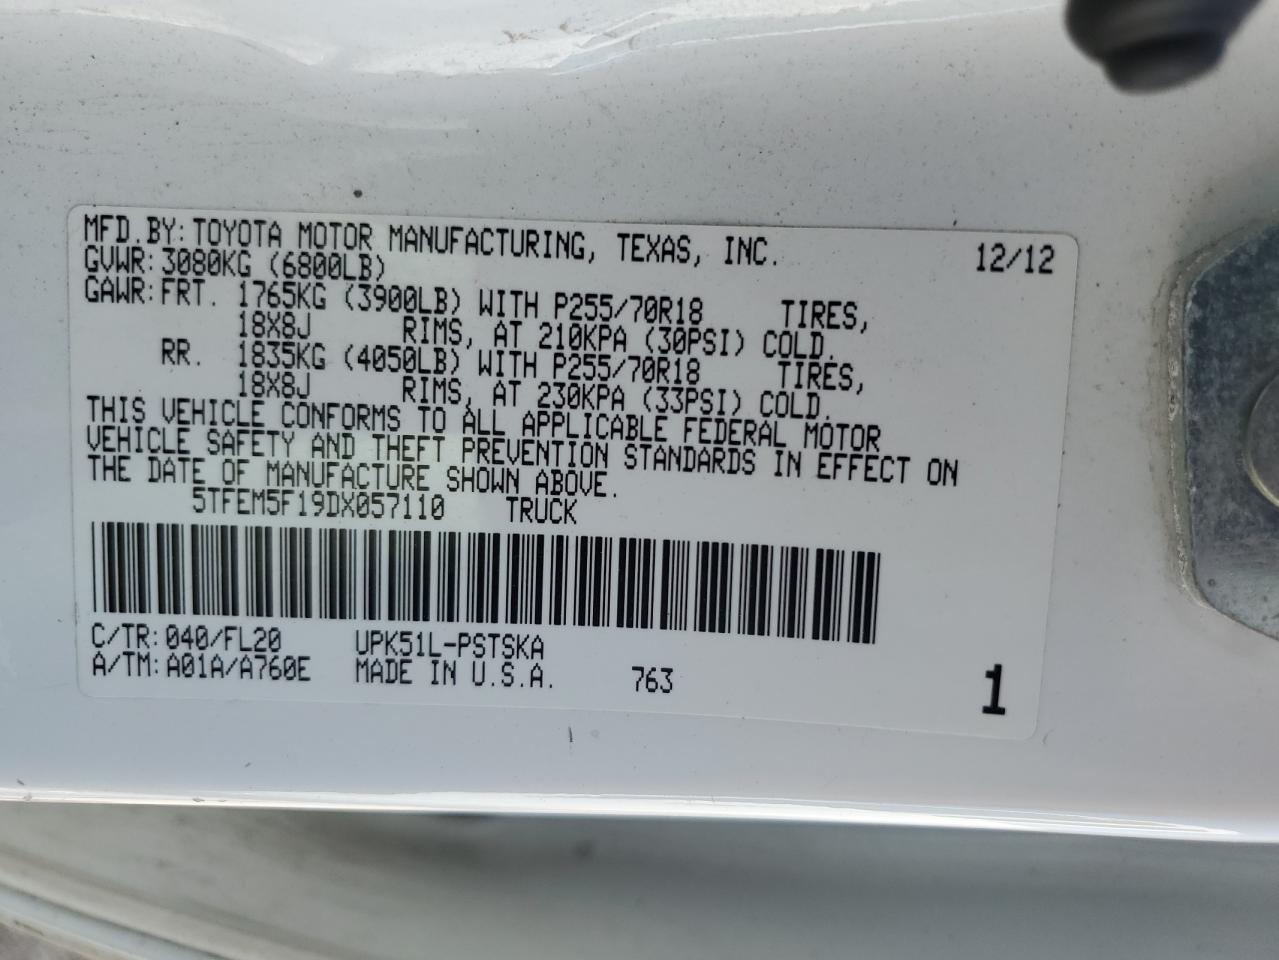 MFD.BY: TOYOTA MOTOR MANUFACTURING, TEXAS, INC. 12/12
GVWR: 3080KG (6800LB)
GAWR: FRT. 1765KG (3900LB) WITH P255/70R18 TIRES,
18X8J RIMS, AT 210KPA (30PSI) COLD.
RR. 1835KG (4050LB) WITH P255/70R18 TIRES,
18X8J RIMS, AT 230KPA (33PSI) COLD.
THIS VEHICLE CONFORMS TO ALL APPLICABLE FEDERAL MOTOR
VEHICLE SAFETY AND THEFT PREVENTION STANDARDS IN EFFECT ON
THE DATE OF MANUFACTURE SHOWN ABOVE.
5TFEM5F19DX057110 TRUCK
C/TR: 040/FL20 UPK51L-PSTSKA
A/TM: A01A/A760E MADE IN U.S.A. 763 1